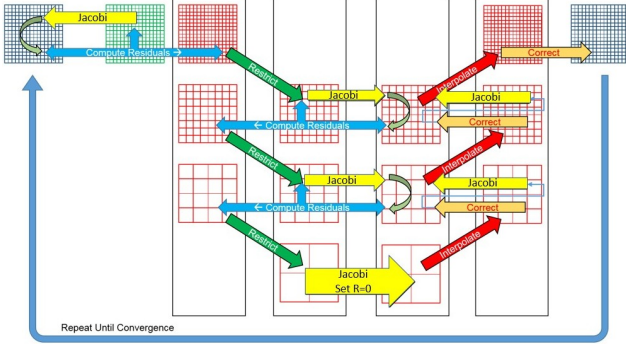 Jacobi
Compute Residuals →
Restrict
Interpolate
Correct
Jacobi
Jacobi
← Compute Residuals
Correct
Restrict
Interpolate
Jacobi
Jacobi
← Compute Residuals
Correct
Restrict
Interpolate
Jacobi
Set R=0
Repeat Until Convergence